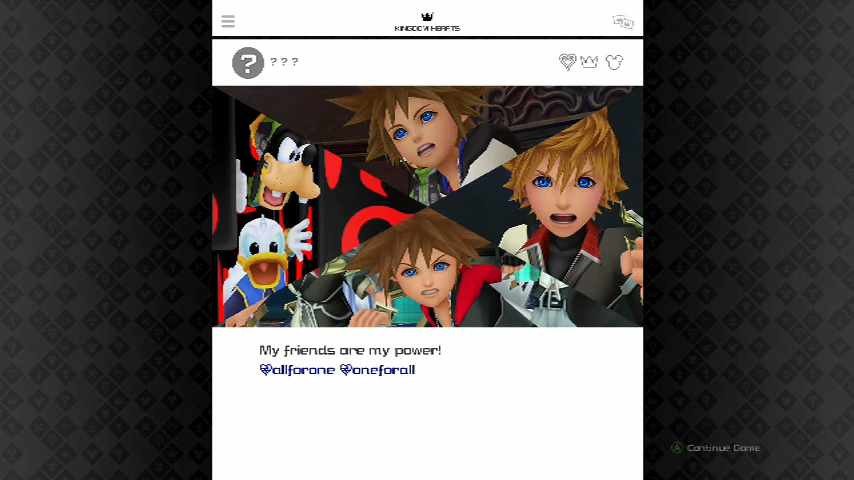 KINGDOM HEARTS
? ???
My friends are my power!
allforone oneforall
A Continue Game